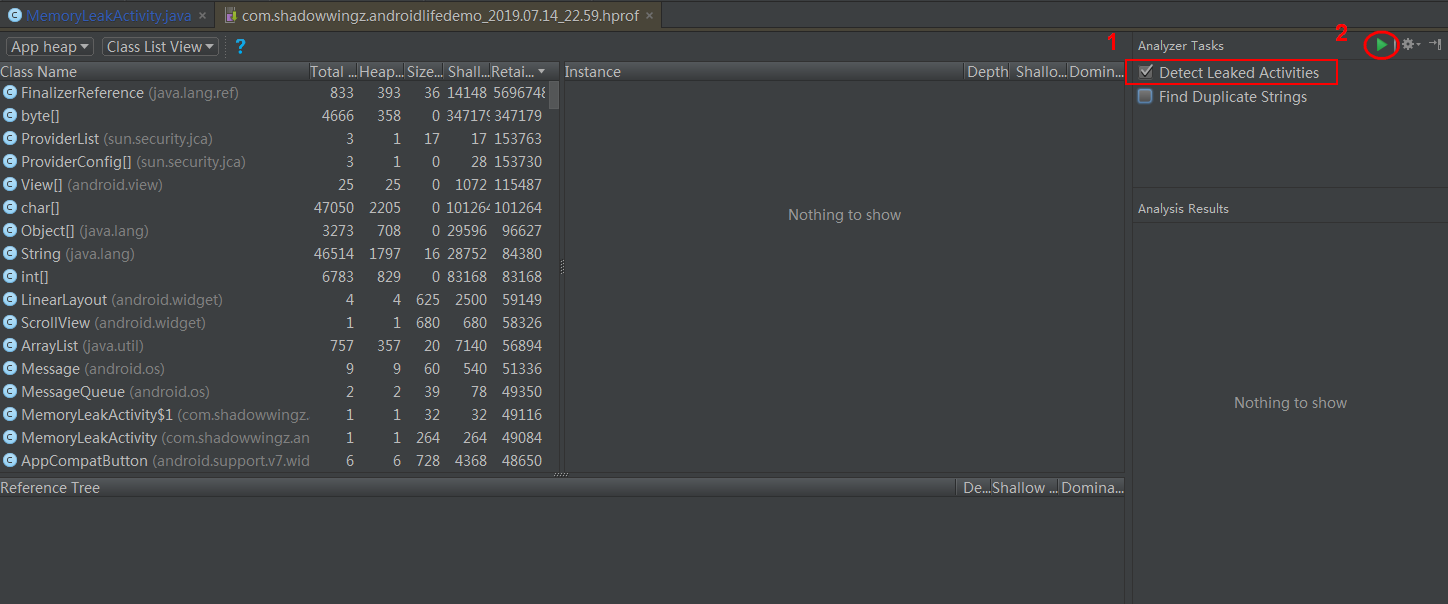 MemoryLeakActivity.java × com.shadowwingz.androidlifedemo_2019.07.14_22.59.hprof ×
App heap Class List View ?
1 Analyzer Tasks 2
Class Name Total ... Heap... Size... Shall... Retai... Instance Depth Shallo... Domin...
Detect Leaked Activities
FinalizerReference (java.lang.ref) 833 393 36 14148 5696748
Find Duplicate Strings
byte[] 4666 358 0 347179 347179
ProviderList (sun.security.jca) 3 1 17 17 153763
ProviderConfig[] (sun.security.jca) 3 1 0 28 153730
View[] (android.view) 25 25 0 1072 115487
char[] 47050 2205 0 101264 101264
Analysis Results
Nothing to show
Object[] (java.lang) 3273 708 0 29596 96627
String (java.lang) 46514 1797 16 28752 84380
int[] 6783 829 0 83168 83168
LinearLayout (android.widget) 4 4 625 2500 59149
ScrollView (android.widget) 1 1 680 680 58326
ArrayList (java.util) 757 357 20 7140 56894
Message (android.os) 9 9 60 540 51336
MessageQueue (android.os) 2 2 39 78 49350
Nothing to show
MemoryLeakActivity$1 (com.shadowwingz. 1 1 32 32 49116
MemoryLeakActivity (com.shadowwingz.an 1 1 264 264 49084
AppCompatButton (android.support.v7.wid 6 6 728 4368 48650
Reference Tree De... Shallow ... Domina...